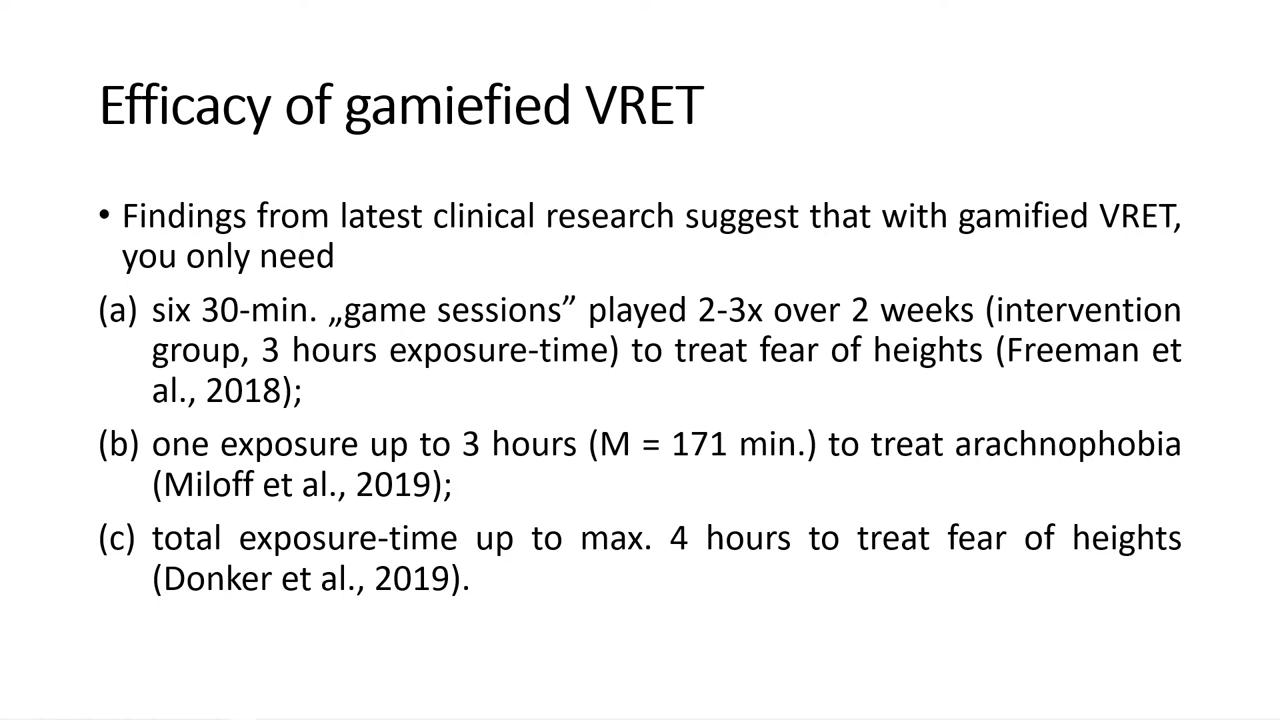 Efficacy of gamiefied VRET
• Findings from latest clinical research suggest that with gamified VRET,
you only need
(a) six 30-min. „game sessions” played 2-3x over 2 weeks (intervention
group, 3 hours exposure-time) to treat fear of heights (Freeman et
al., 2018);
(b) one exposure up to 3 hours (M = 171 min.) to treat arachnophobia
(Miloff et al., 2019);
(c) total exposure-time up to max. 4 hours to treat fear of heights
(Donker et al., 2019).